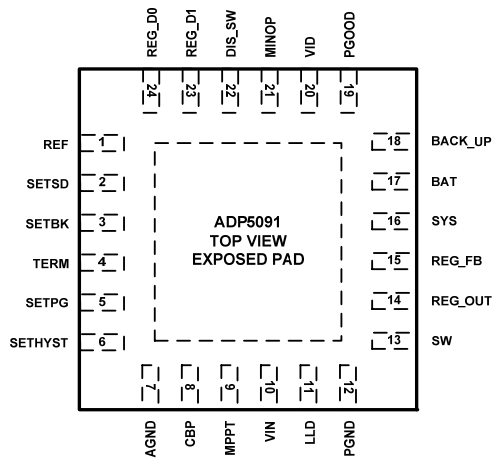 REG_D0
REG_D1
DIS_SW
MINOP
VID
PGOOD
24
23
22
21
20
19
REF 1
SETSD 2
SETBK 3
TERM 4
SETPG 5
SETHYST 6
18 BACK_UP
17 BAT
16 SYS
15 REG_FB
14 REG_OUT
13 SW
ADP5091
TOP VIEW
EXPOSED PAD
7
8
9
10
11
12
AGND
CBP
MPPT
VIN
LLD
PGND